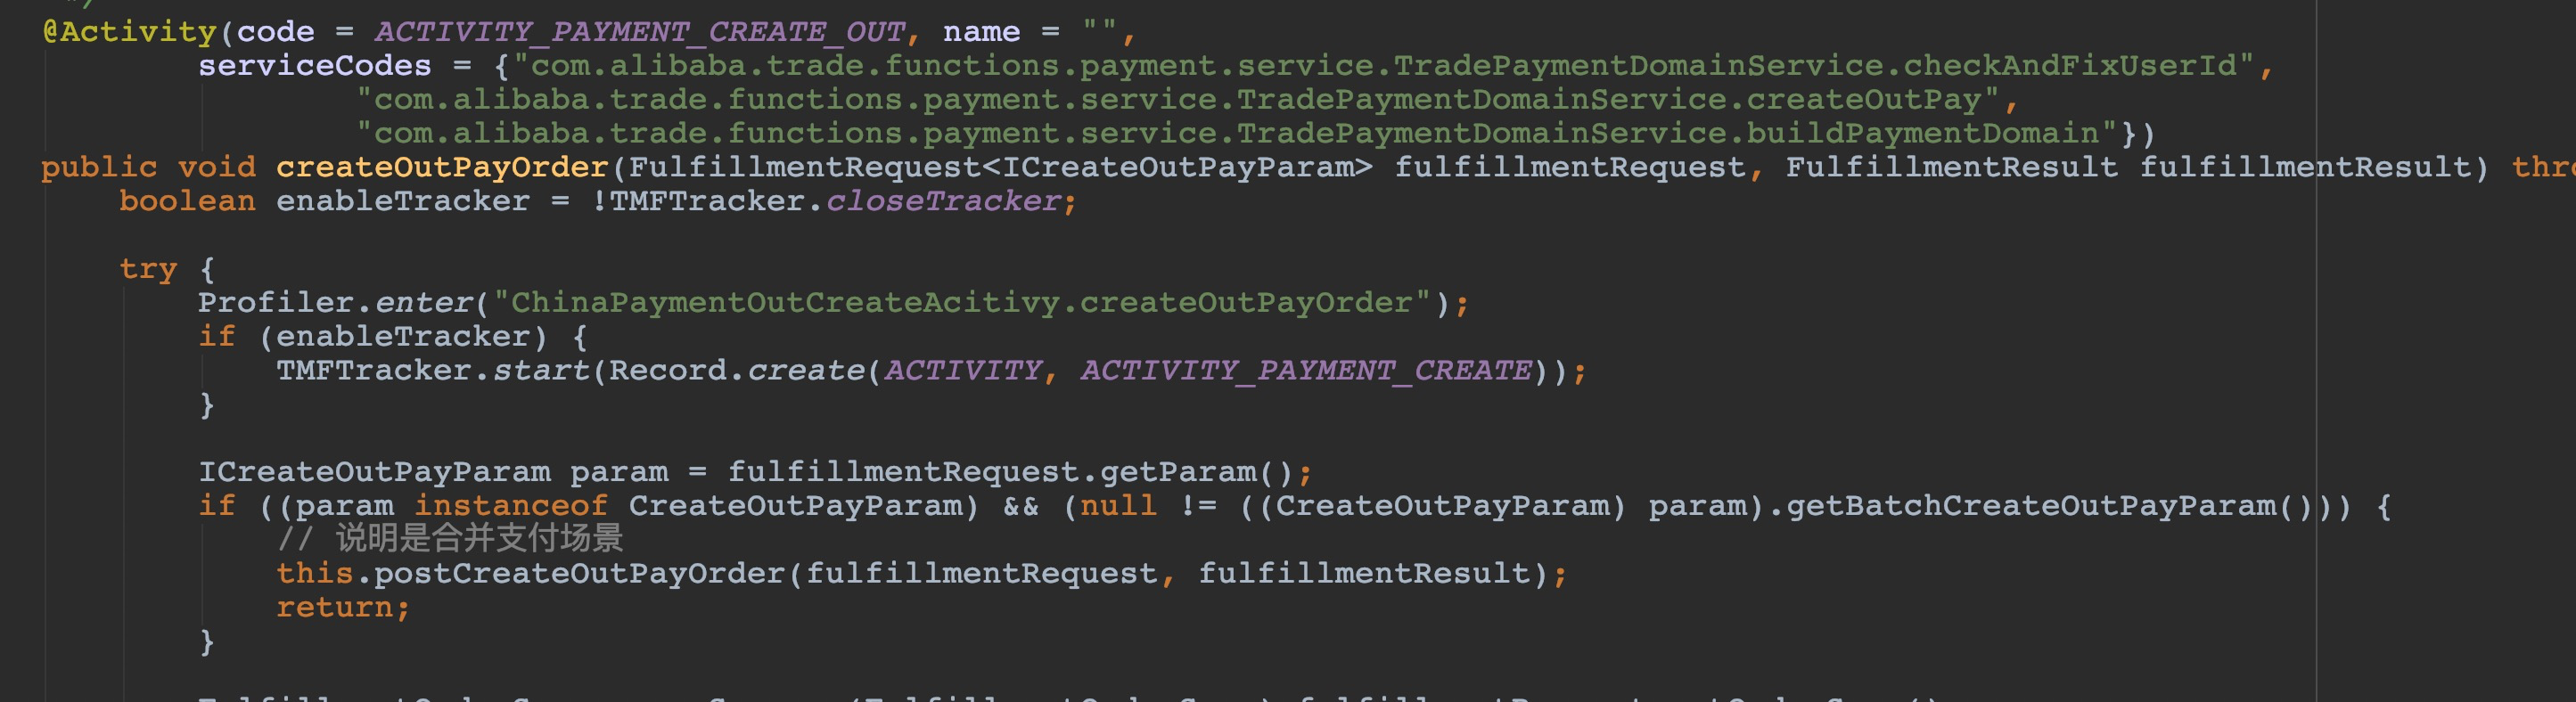 */
@Activity(code = ACTIVITY_PAYMENT_CREATE_OUT, name = "",
serviceCodes = {"com.alibaba.trade.functions.payment.service.TradePaymentDomainService.checkAndFixUserId",
"com.alibaba.trade.functions.payment.service.TradePaymentDomainService.createOutPay",
"com.alibaba.trade.functions.payment.service.TradePaymentDomainService.buildPaymentDomain"})
public void createOutPayOrder(FulfillmentRequest<ICreateOutPayParam> fulfillmentRequest, FulfillmentResult fulfillmentResult)
boolean enableTracker = !TMFTracker.closeTracker;
try {
Profiler.enter("ChinaPaymentOutCreateAcitivy.createOutPayOrder");
if (enableTracker) {
TMFTracker.start(Record.create(ACTIVITY, ACTIVITY_PAYMENT_CREATE));
}
ICreateOutPayParam param = fulfillmentRequest.getParam();
if ((param instanceof CreateOutPayParam) && (null != ((CreateOutPayParam) param).getBatchCreateOutPayParam())) {
// 说明是合并支付场景
this.postCreateOutPayOrder(fulfillmentRequest, fulfillmentResult);
return;
}